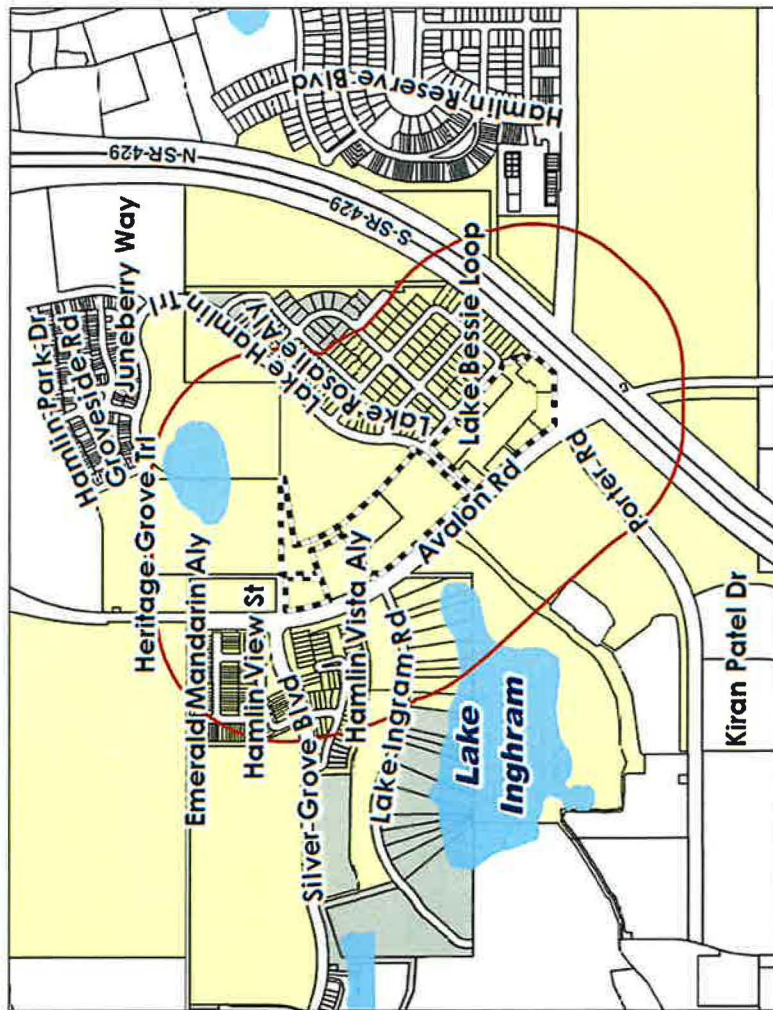 Hamlin-Reserve-Blvd
N-SR-429
S-SR-429
Hamlin-Park-Dr
Groveside-Rd
Juneberry Way
Lake-Hamlin-Trl
Lake-Rosalie-Aly
Lake-Bessie Loop
Heritage-Grove-Trl
Emerald-Mandarin Aly
Hamlin-View-St
Hamlin Vista Aly
Avalon-Rd
Silver-Grove-Blvd
Lake-Ingram-Rd
Porter-Rd
Lake
Inghram
Kiran Patel Dr